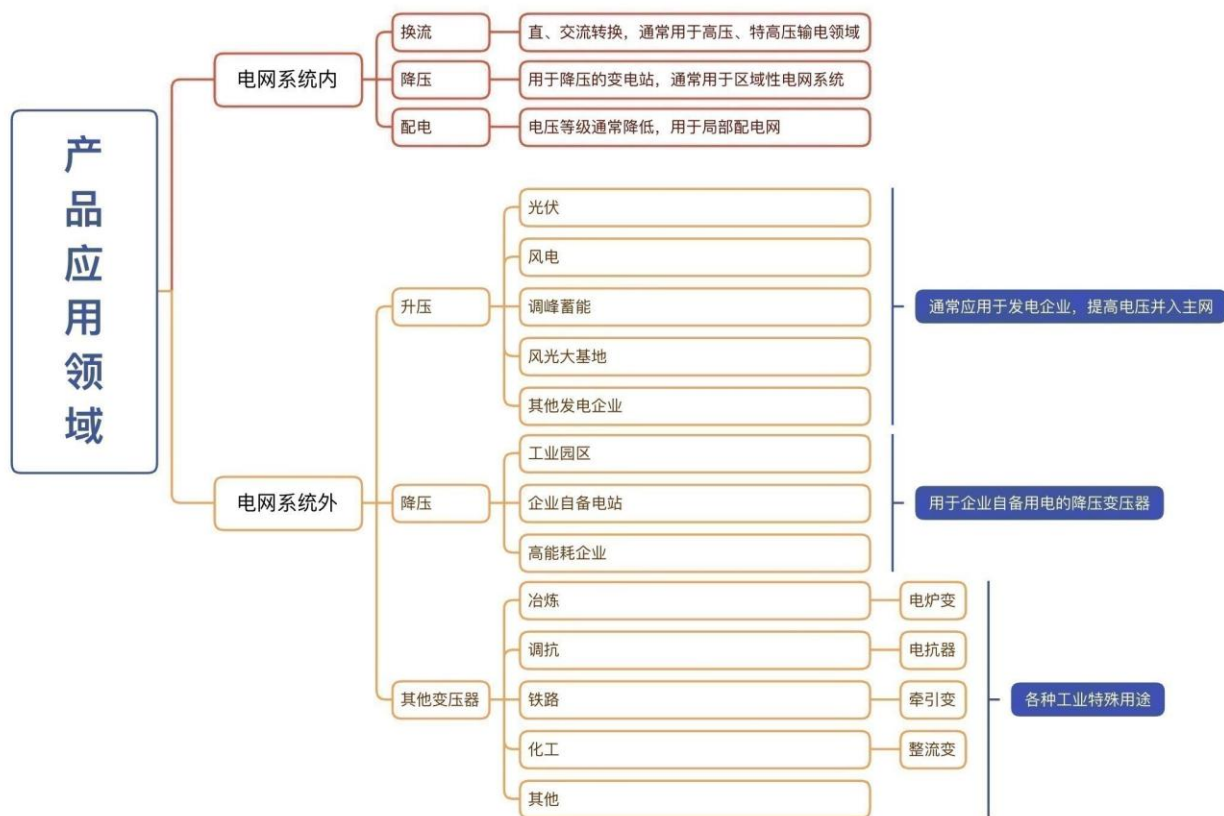 产品应用领域
电网系统内
换流
直、交流转换，通常用于高压、特高压输电领域
降压
用于降压的变电站，通常用于区域性电网系统
配电
电压等级通常降低，用于局部配电网
电网系统外
升压
光伏
风电
调峰蓄能
风光大基地
其他发电企业
通常应用于发电企业，提高电压并入主网
降压
工业园区
企业自备电站
高能耗企业
用于企业自备用电的降压变压器
其他变压器
冶炼
电炉变
调抗
电抗器
铁路
牵引变
化工
整流变
其他
各种工业特殊用途